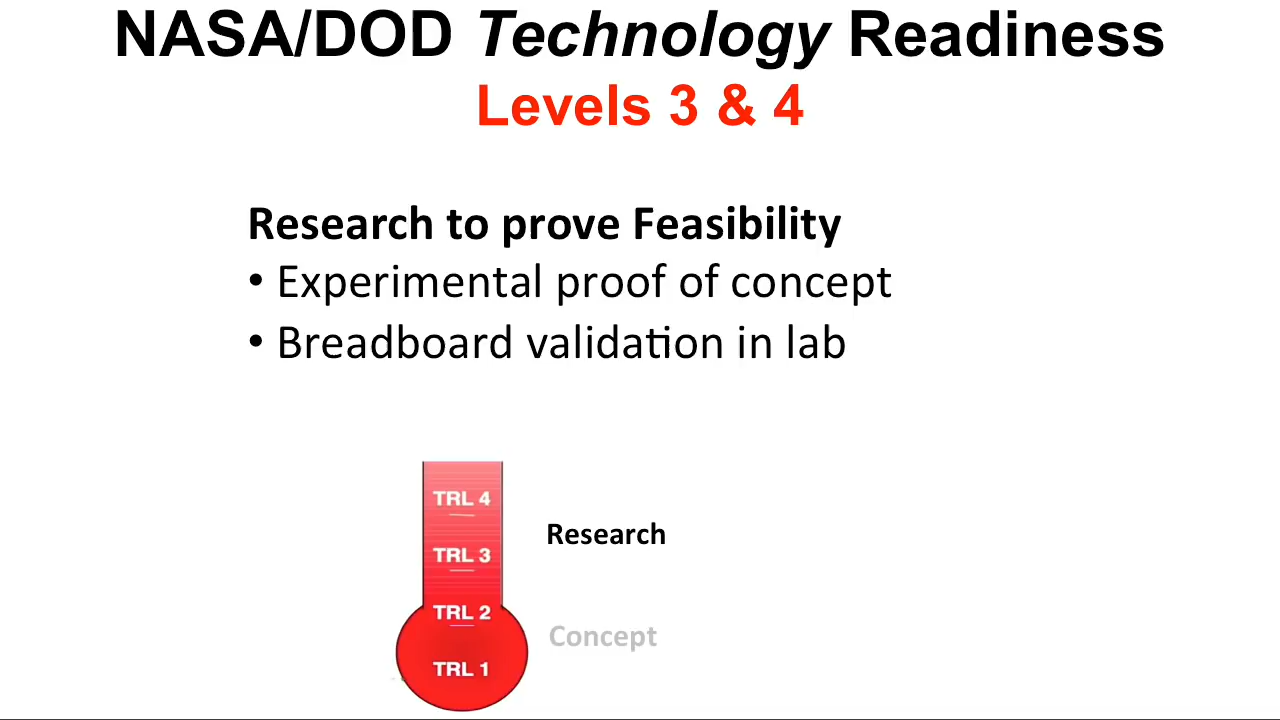 NASA/DOD Technology Readiness
Levels 3 & 4
Research to prove Feasibility
• Experimental proof of concept
• Breadboard validation in lab
TRL 4
Research
TRL 3
TRL 2
Concept
TRL 1